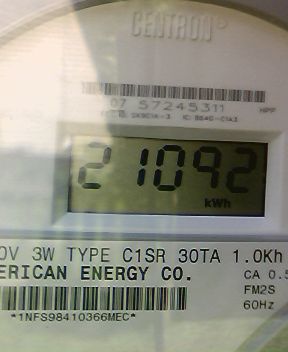 CENTRON®
07 57245311
HPP
21092
kWh
0V 3W TYPE C1SR 30TA 1.0Kh
ERICAN ENERGY CO.
CA 0.5
FM2S
60Hz
*1NFS98410366MEC*